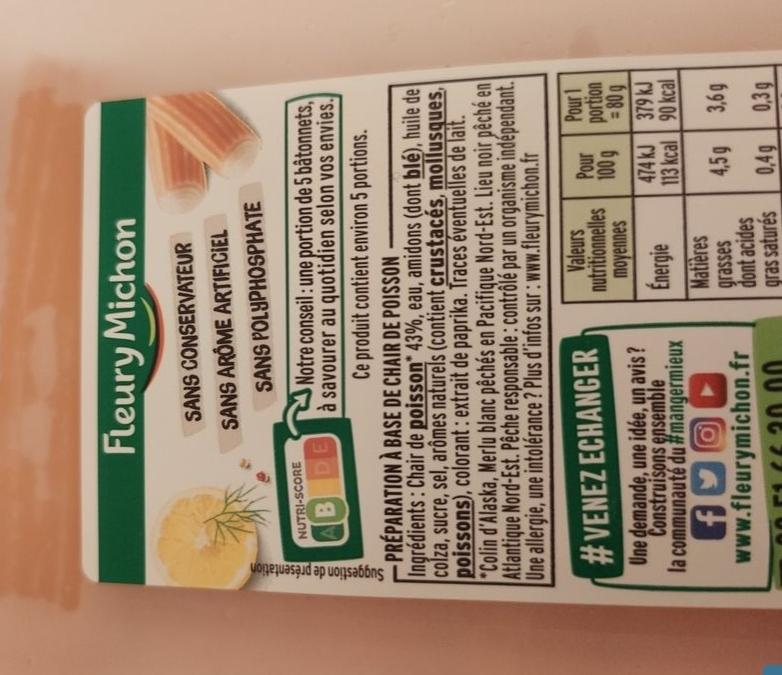 Fleury Michon
SANS CONSERVATEUR
SANS ARÔME ARTIFICIEL
SANS POLYPHOSPHATE
Suggestion de présentation
NUTRI-SCORE
A B D E
Notre conseil : une portion de 5 bâtonnets,
à savourer au quotidien selon vos envies.
Ce produit contient environ 5 portions.
PRÉPARATION À BASE DE CHAIR DE POISSON
Ingrédients : Chair de poisson* 43%, eau, amidons (dont blé), huile de
colza, sucre, sel, arômes naturels (contient crustacés, mollusques,
poissons), colorant : extrait de paprika. Traces éventuelles de lait.
*Colin d'Alaska, Merlu blanc pêchés en Pacifique Nord-Est. Lieu noir pêché en
Atlantique Nord-Est. Pêche responsable : contrôlé par un organisme indépendant.
Une allergie, une intolérance ? Plus d'infos sur : www.fleurymichon.fr
#VENEZ ECHANGER
Une demande, une idée, un avis ?
Construisons ensemble
la communauté du #mangermieux
www.fleurymichon.fr
Valeurs
nutritionnelles
moyennes
Pour
100 g
Pour 1
portion
= 80 g
Énergie
474 kJ
113 kcal
379 kJ
90 kcal
Matières
grasses
4,5 g
3,6 g
dont acides
gras saturés
0,4 g
0,3 g